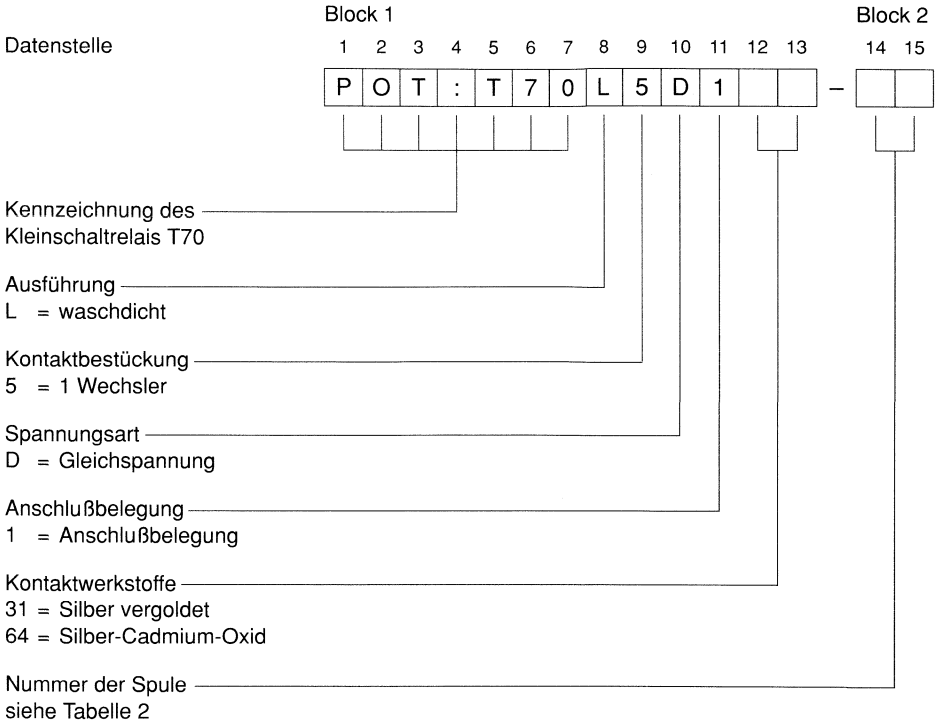 Block 1 Block 2
Datenstelle 1 2 3 4 5 6 7 8 9 10 11 12 13 14 15
P O T : T 7 0 L 5 D 1 –
Kennzeichnung des
Kleinschaltrelais T70
Ausführung
L = waschdicht
Kontaktbestückung
5 = 1 Wechsler
Spannungsart
D = Gleichspannung
Anschlußbelegung
1 = Anschlußbelegung
Kontaktwerkstoffe
31 = Silber vergoldet
64 = Silber-Cadmium-Oxid
Nummer der Spule
siehe Tabelle 2